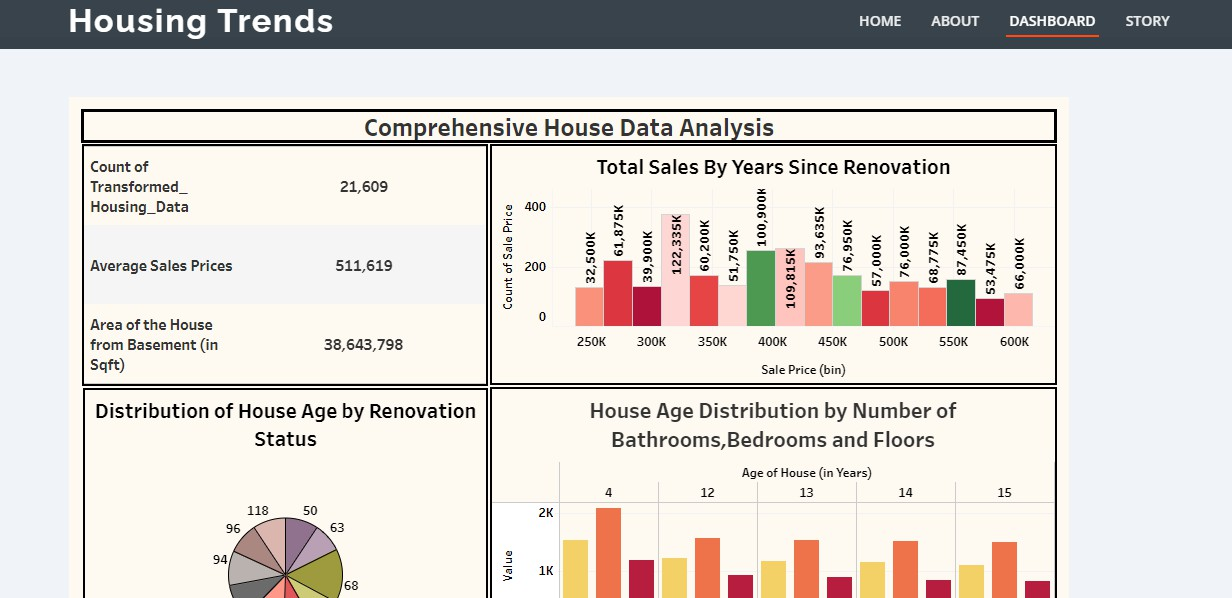 Housing Trends
HOME ABOUT DASHBOARD STORY
Comprehensive House Data Analysis
Count of
Transformed_
Housing_Data
21,609
Average Sales Prices
511,619
Area of the House
from Basement (in
Sqft)
38,643,798
Total Sales By Years Since Renovation
Count of Sale Price
400
200
0
32,500K
61,875K
39,900K
122,335K
60,200K
51,750K
100,900K
109,815K
93,635K
76,950K
57,000K
76,000K
68,775K
87,450K
53,475K
66,000K
250K 300K 350K 400K 450K 500K 550K 600K
Sale Price (bin)
Distribution of House Age by Renovation
Status
118
50
96
63
94
68
House Age Distribution by Number of
Bathrooms,Bedrooms and Floors
Age of House (in Years)
4 12 13 14 15
Value
2K
1K